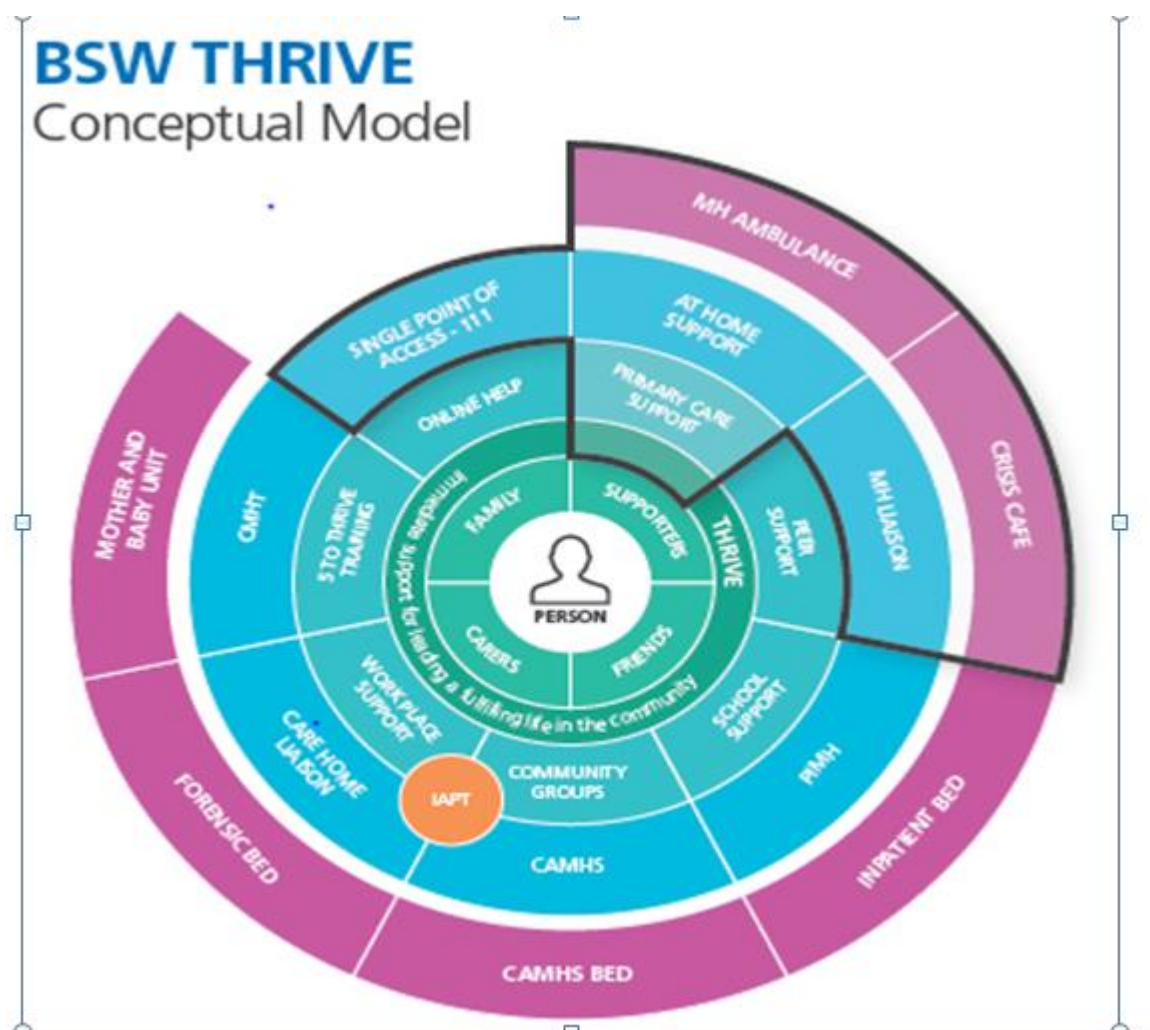 BSW THRIVE
Conceptual Model
MH AMBULANCE
SINGLE POINT OF
ACCESS - 111
AT HOME
SUPPORT
ONLINE HELP
PRIMARY CARE
SUPPORT
CRISIS CAFE
MH LIAISON
MOTHER AND
BABY UNIT
CMHT
5 TO THRIVE
TRAINING
immediate support for leading a fulfilling life in the community
FAMILY
SUPPORTERS
THRIVE
PEER
SUPPORT
PERSON
CARERS
FRIENDS
WORK PLACE
SUPPORT
SCHOOL
SUPPORT
CARE HOME
LIAISON
IAPT
COMMUNITY
GROUPS
PIMH
FORENSIC BED
CAMHS
INPATIENT BED
CAMHS BED